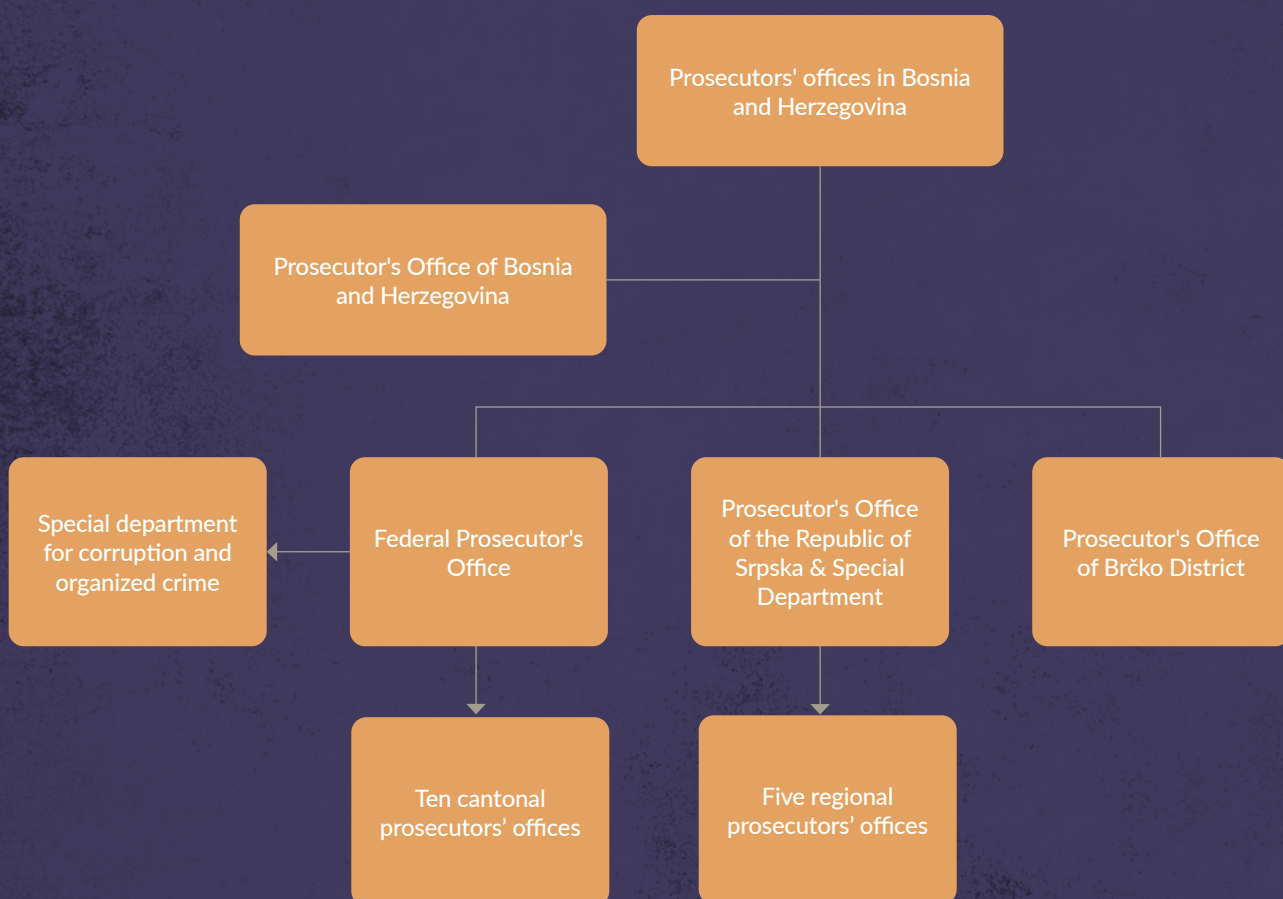 Prosecutors' offices in Bosnia
and Herzegovina
Prosecutor's Office of Bosnia
and Herzegovina
Special department
for corruption and
organized crime
Federal Prosecutor's
Office
Prosecutor's Office
of the Republic of
Srpska & Special
Department
Prosecutor's Office
of Brčko District
Ten cantonal
prosecutors’ offices
Five regional
prosecutors’ offices